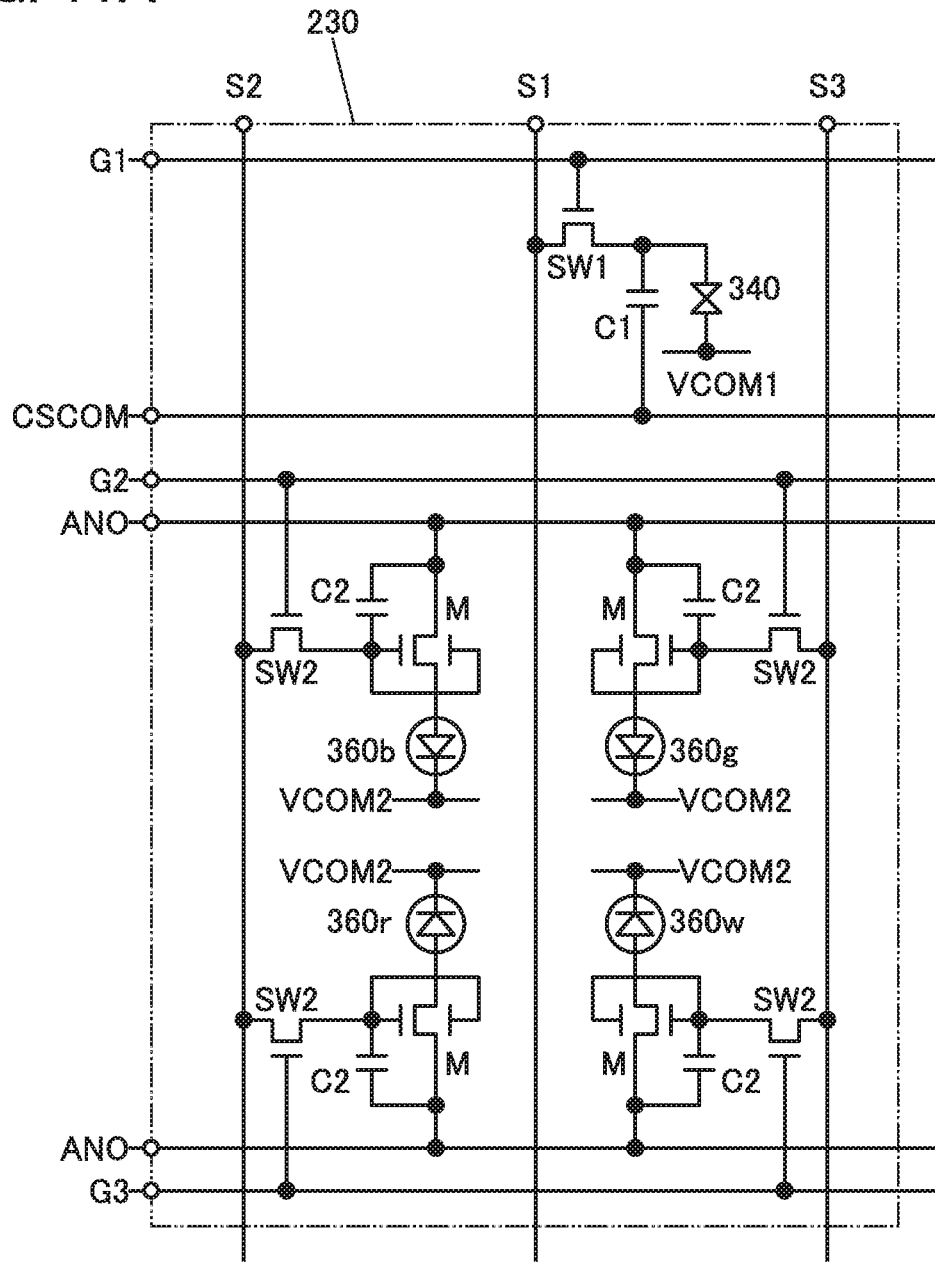 230
S2 S1 S3
G1
SW1
340
C1
VCOM1
CSCOM
G2
ANO
C2 M M C2
SW2 SW2
360b 360g
VCOM2 VCOM2
VCOM2 VCOM2
360r 360w
SW2 SW2
C2 M M C2
ANO
G3